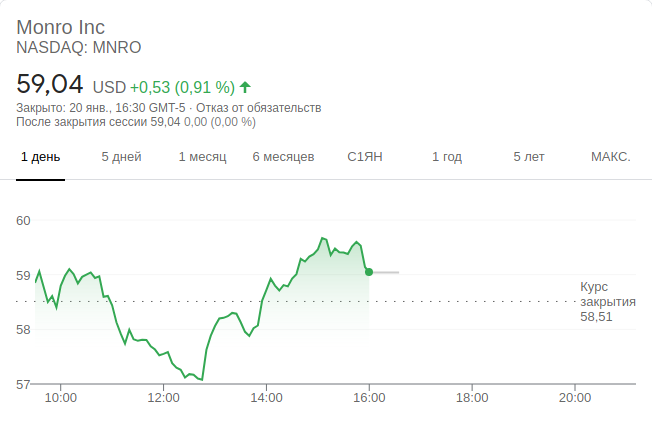 Monro Inc
NASDAQ: MNRO
59,04 USD +0,53 (0,91 %)
Закрыто: 20 янв., 16:30 GMT-5 · Отказ от обязательств
После закрытия сессии 59,04 0,00 (0,00 %)
1 день 5 дней 1 месяц 6 месяцев С1ЯН 1 год 5 лет МАКС.
60
59
Курс
закрытия
58,51
58
57
10:00 12:00 14:00 16:00 18:00 20:00